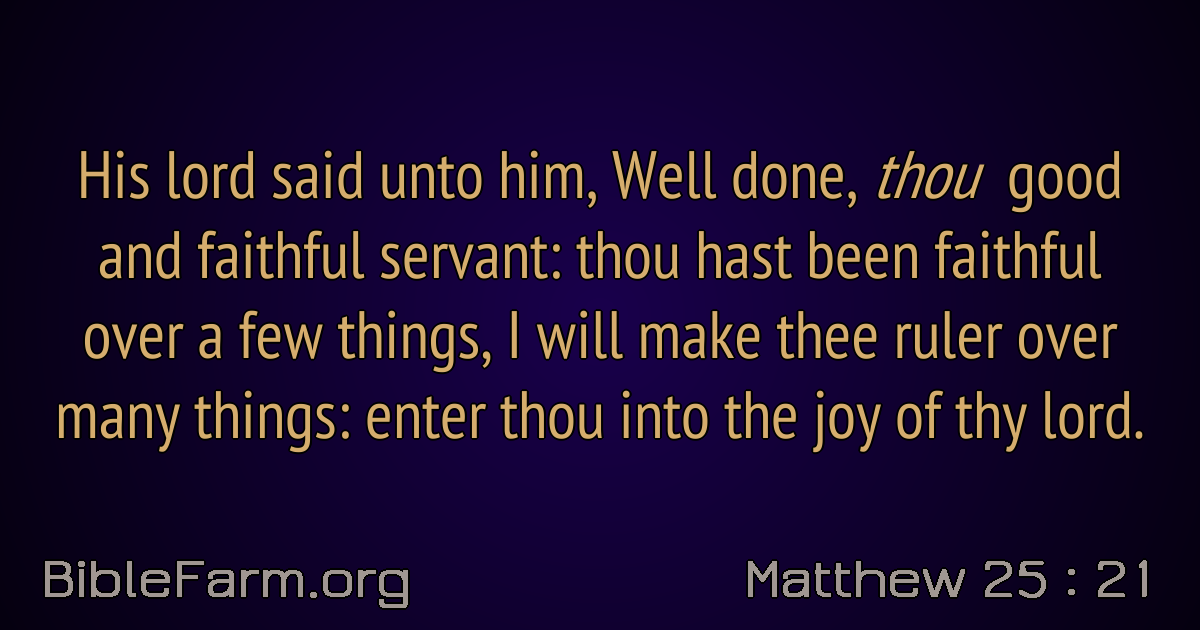 His lord said unto him, Well done, thou good
and faithful servant: thou hast been faithful
over a few things, I will make thee ruler over
many things: enter thou into the joy of thy lord.
BibleFarm.org
Matthew 25 : 21